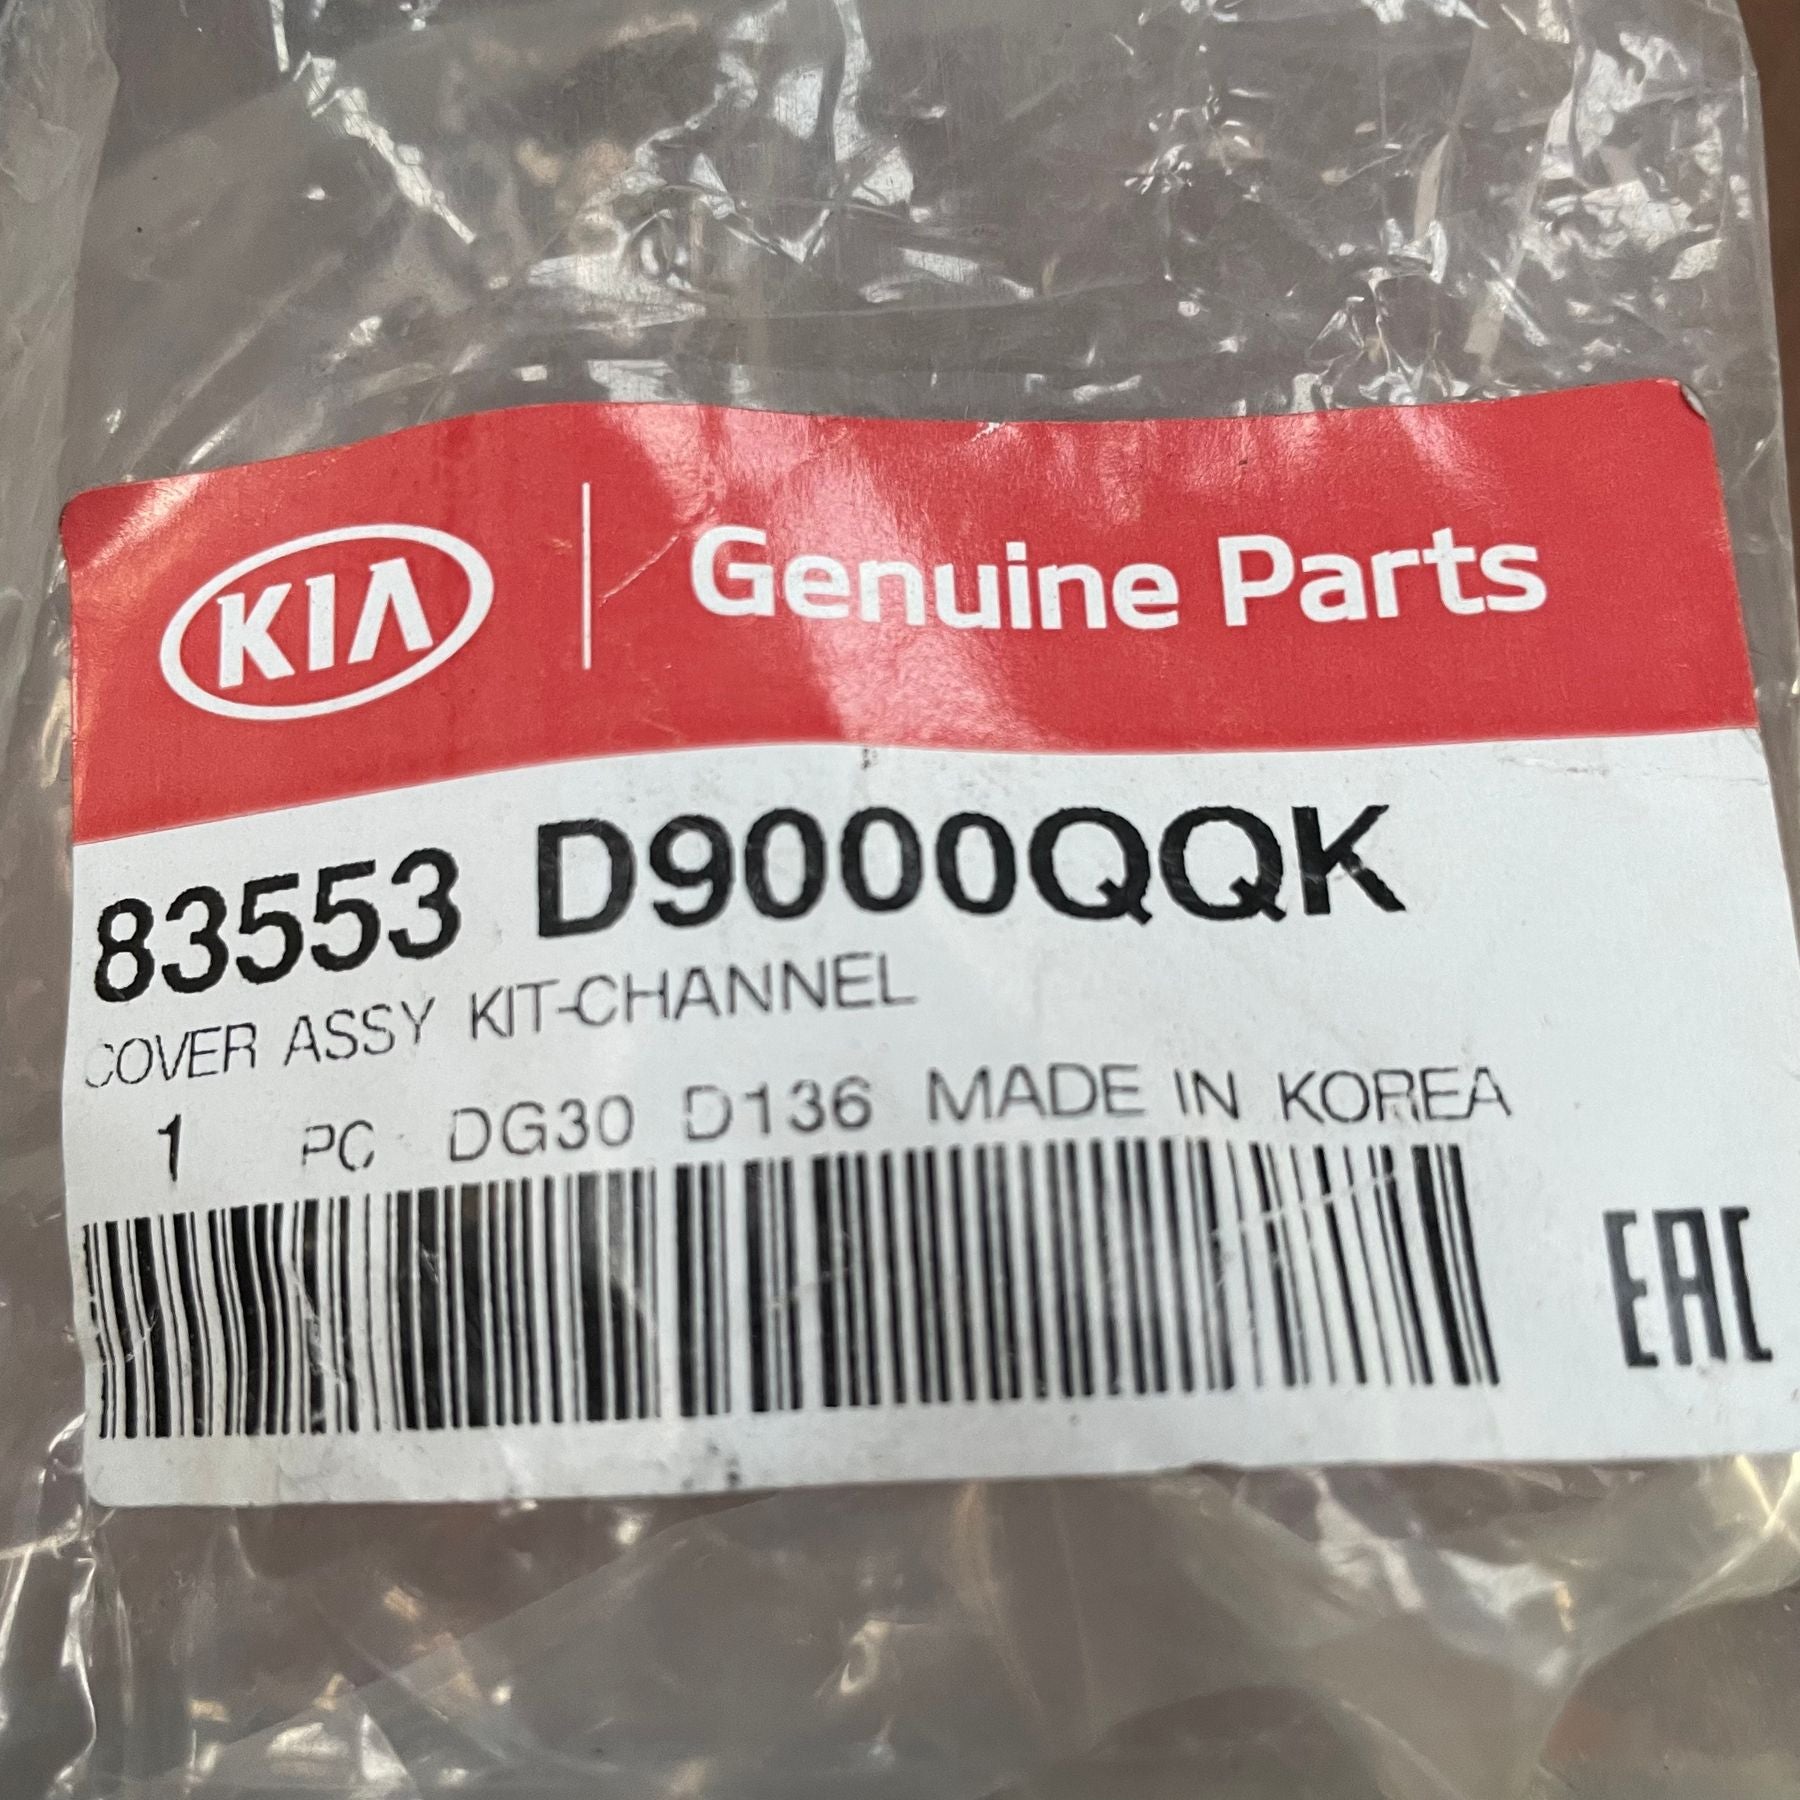 KIA Genuine Parts
83553 D9000QQK
COVER ASSY KIT-CHANNEL
1 PC DG30 D136 MADE IN KOREA
EAC